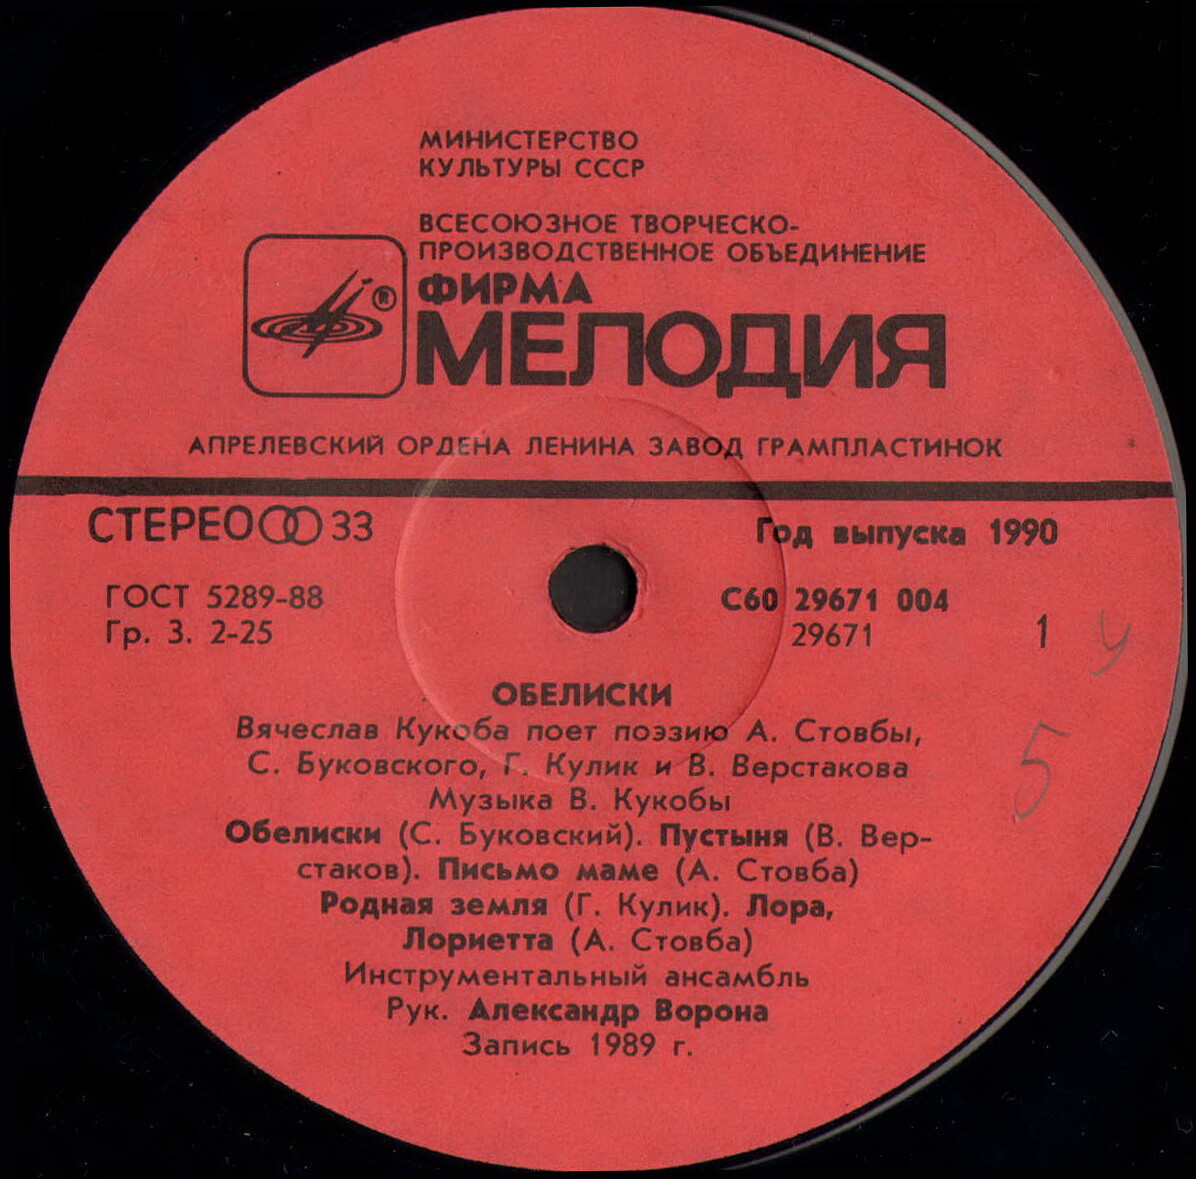 МИНИСТЕРСТВО
КУЛЬТУРЫ СССР
ВСЕСОЮЗНОЕ ТВОРЧЕСКО-
ПРОИЗВОДСТВЕННОЕ ОБЪЕДИНЕНИЕ
ФИРМА
®
МЕЛОДИЯ
АПРЕЛЕВСКИЙ ОРДЕНА ЛЕНИНА ЗАВОД ГРАМПЛАСТИНОК
СТЕРЕО 33
Год выпуска 1990
ГОСТ 5289-88
С60 29671 004
Гр. 3. 2-25
29671
1
у
5
ОБЕЛИСКИ
Вячеслав Кукоба поет поэзию А. Стовбы,
С. Буковского, Г. Кулик и В. Верстакова
Музыка В. Кукобы
Обелиски (С. Буковский). Пустыня (В. Вер-
стаков). Письмо маме (А. Стовба)
Родная земля (Г. Кулик). Лора,
Лориетта (А. Стовба)
Инструментальный ансамбль
Рук. Александр Ворона
Запись 1989 г.